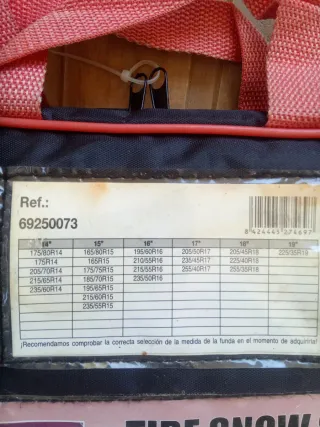 Ref.:
69250073
14" 15" 16" 17" 18" 19"
175/80R14 165/80R15 195/60R16 205/50R17 205/45R18 225/35R19
175R14 165R15 210/55R16 235/45R17 225/40R18
205/70R14 175/75R15 215/55R16 255/40R17 255/35R18
215/65R14 185/70R15 235/50R16
235/60R14 195/65R15
215/60R15
235/55R15
¡Recomendamos comprobar la correcta selección de la medida de la funda en el momento de adquirirla!
TIRE SNOW